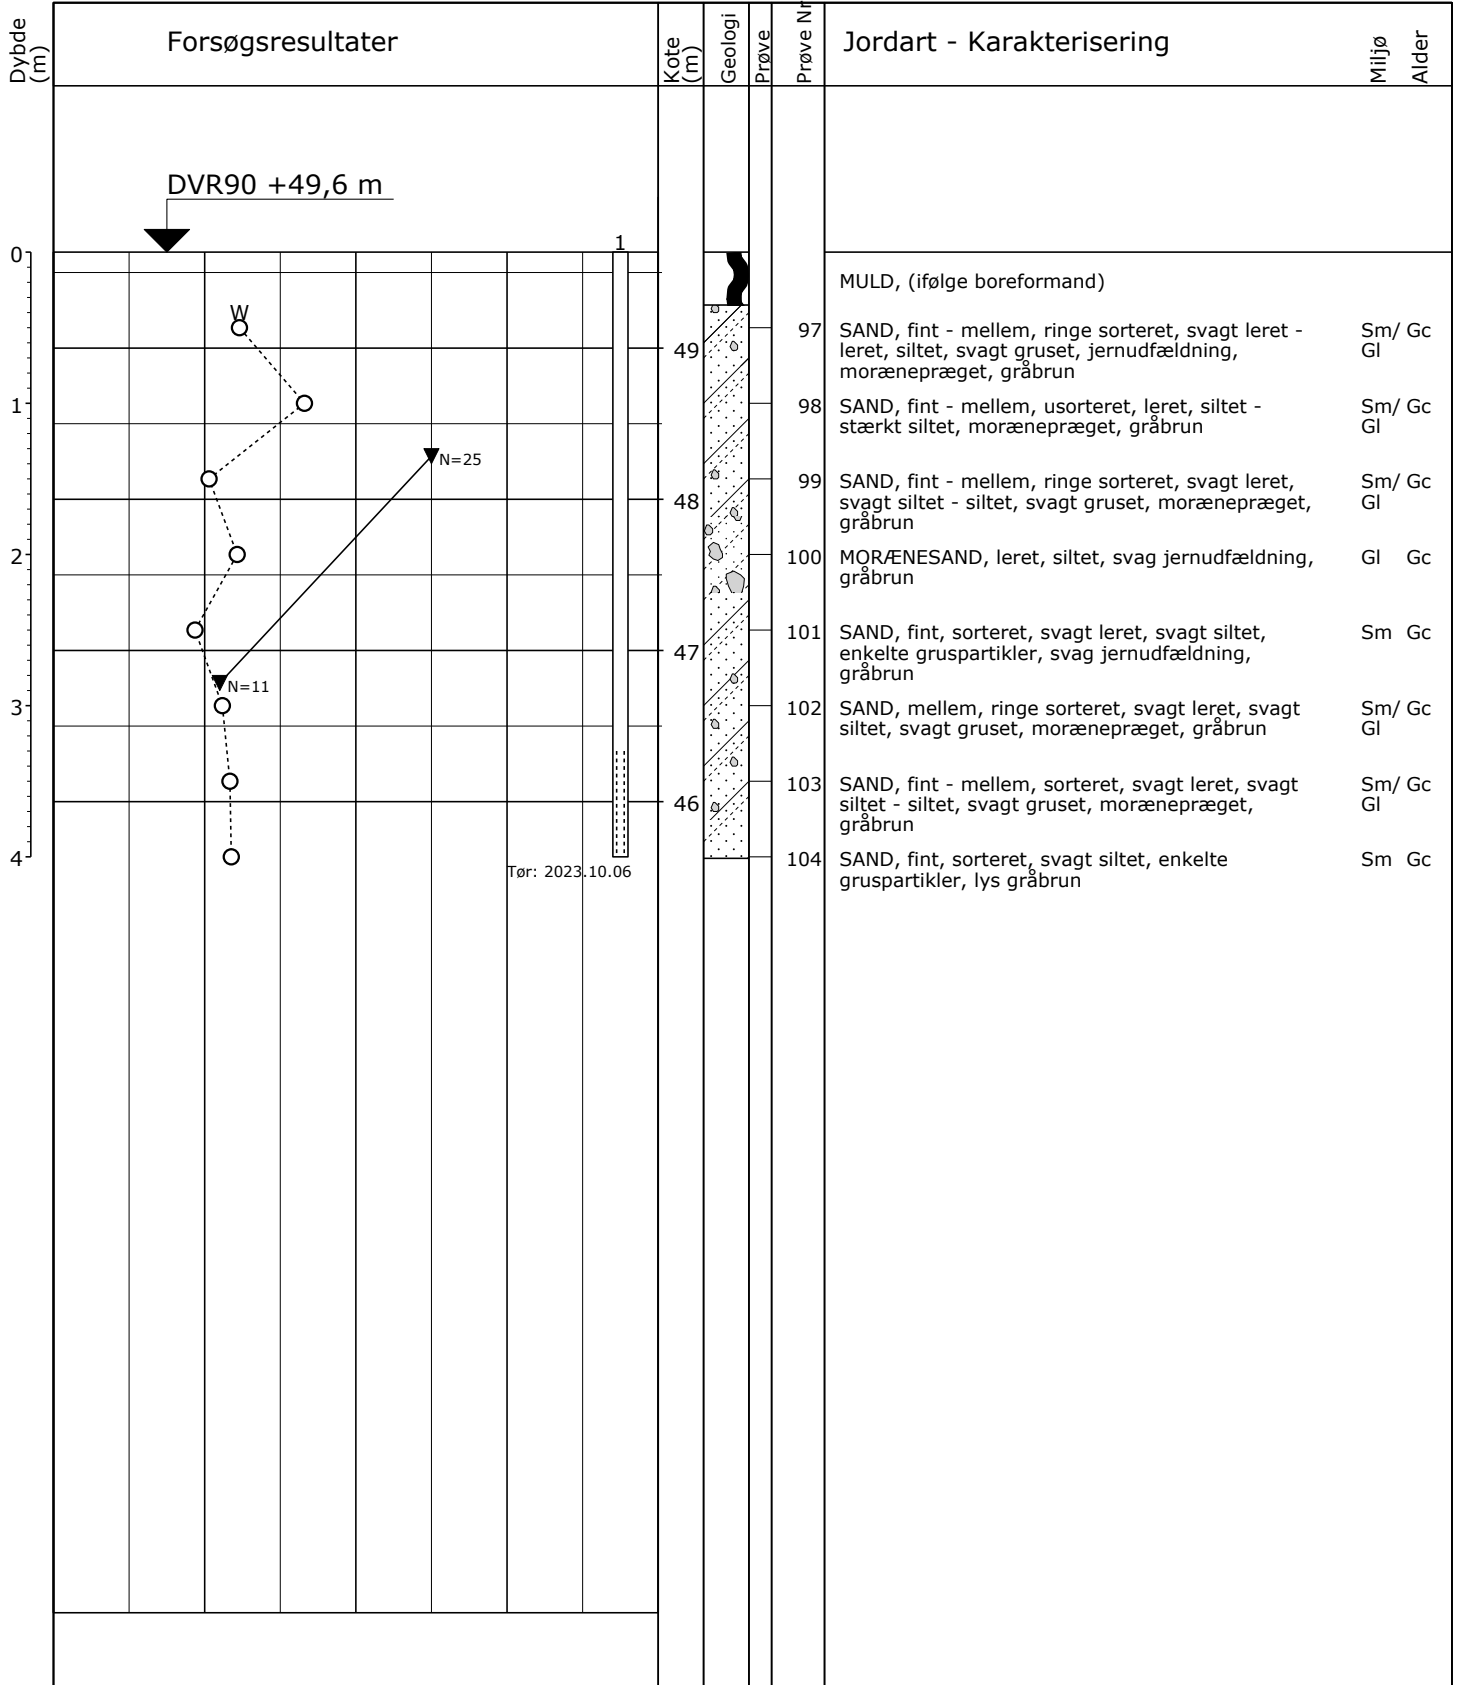 Dybde
(m)
Forsøgsresultater
Kote
(m)
Geologi
Prøve
Prøve Nr
Jordart - Karakterisering
Miljø
Alder
DVR90 +49,6 m
0
1
MULD, (ifølge boreformand)
W
97 SAND, fint - mellem, ringe sorteret, svagt leret - Sm/ Gc
49 leret, siltet, svagt gruset, jernudfældning, Gl
morænepræget, gråbrun
1 98 SAND, fint - mellem, usorteret, leret, siltet - Sm/ Gc
stærkt siltet, morænepræget, gråbrun Gl
N=25
99 SAND, fint - mellem, ringe sorteret, svagt leret, Sm/ Gc
48 svagt siltet - siltet, svagt gruset, morænepræget, Gl
gråbrun
2 100 MORÆNESAND, leret, siltet, svag jernudfældning, Gl Gc
gråbrun
101 SAND, fint, sorteret, svagt leret, svagt siltet, Sm Gc
47 enkelte gruspartikler, svag jernudfældning,
gråbrun
N=11
3 102 SAND, mellem, ringe sorteret, svagt leret, svagt Sm/ Gc
siltet, svagt gruset, morænepræget, gråbrun Gl
103 SAND, fint - mellem, sorteret, svagt leret, svagt Sm/ Gc
46 siltet - siltet, svagt gruset, morænepræget, Gl
gråbrun
4 104 SAND, fint, sorteret, svagt siltet, enkelte Sm Gc
Tør: 2023.10.06
gruspartikler, lys gråbrun